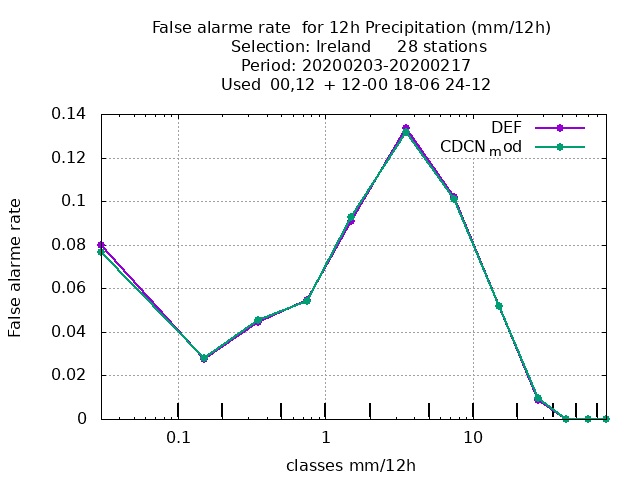 False alarme rate  for 12h Precipitation (mm/12h)
Selection: Ireland     28 stations
Period: 20200203-20200217
Used  00,12  + 12-00 18-06 24-12
0.14
0.12
0.1
0.08
0.06
0.04
0.02
0
False alarme rate
DEF
CDCNmod
0.1
1
10
classes mm/12h